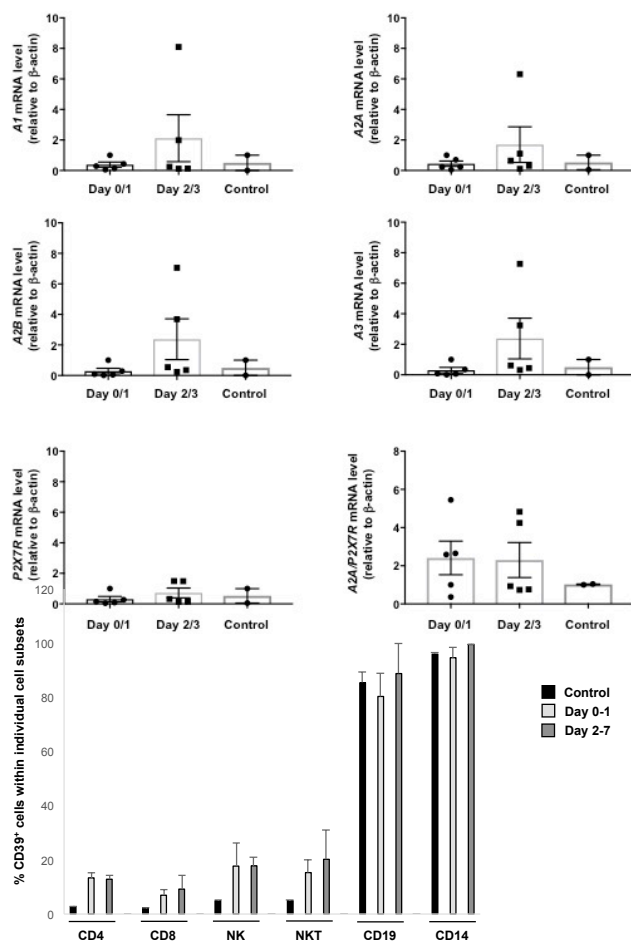 A1 mRNA level
(relative to β-actin)
10
8
6
4
2
0
Day 0/1 Day 2/3 Control
A2A mRNA level
(relative to β-actin)
10
8
6
4
2
0
Day 0/1 Day 2/3 Control
A2B mRNA level
(relative to β-actin)
10
8
6
4
2
0
Day 0/1 Day 2/3 Control
A3 mRNA level
(relative to β-actin)
10
8
6
4
2
0
Day 0/1 Day 2/3 Control
P2X7R mRNA level
(relative to β-actin)
10
8
6
4
2
0
Day 0/1 Day 2/3 Control
A2A/P2X7R mRNA level
(relative to β-actin)
8
6
4
2
0
Day 0/1 Day 2/3 Control
% CD39⁺ cells within individual cell subsets
120
100
80
60
40
20
0
CD4 CD8 NK NKT CD19 CD14
Control
Day 0-1
Day 2-7